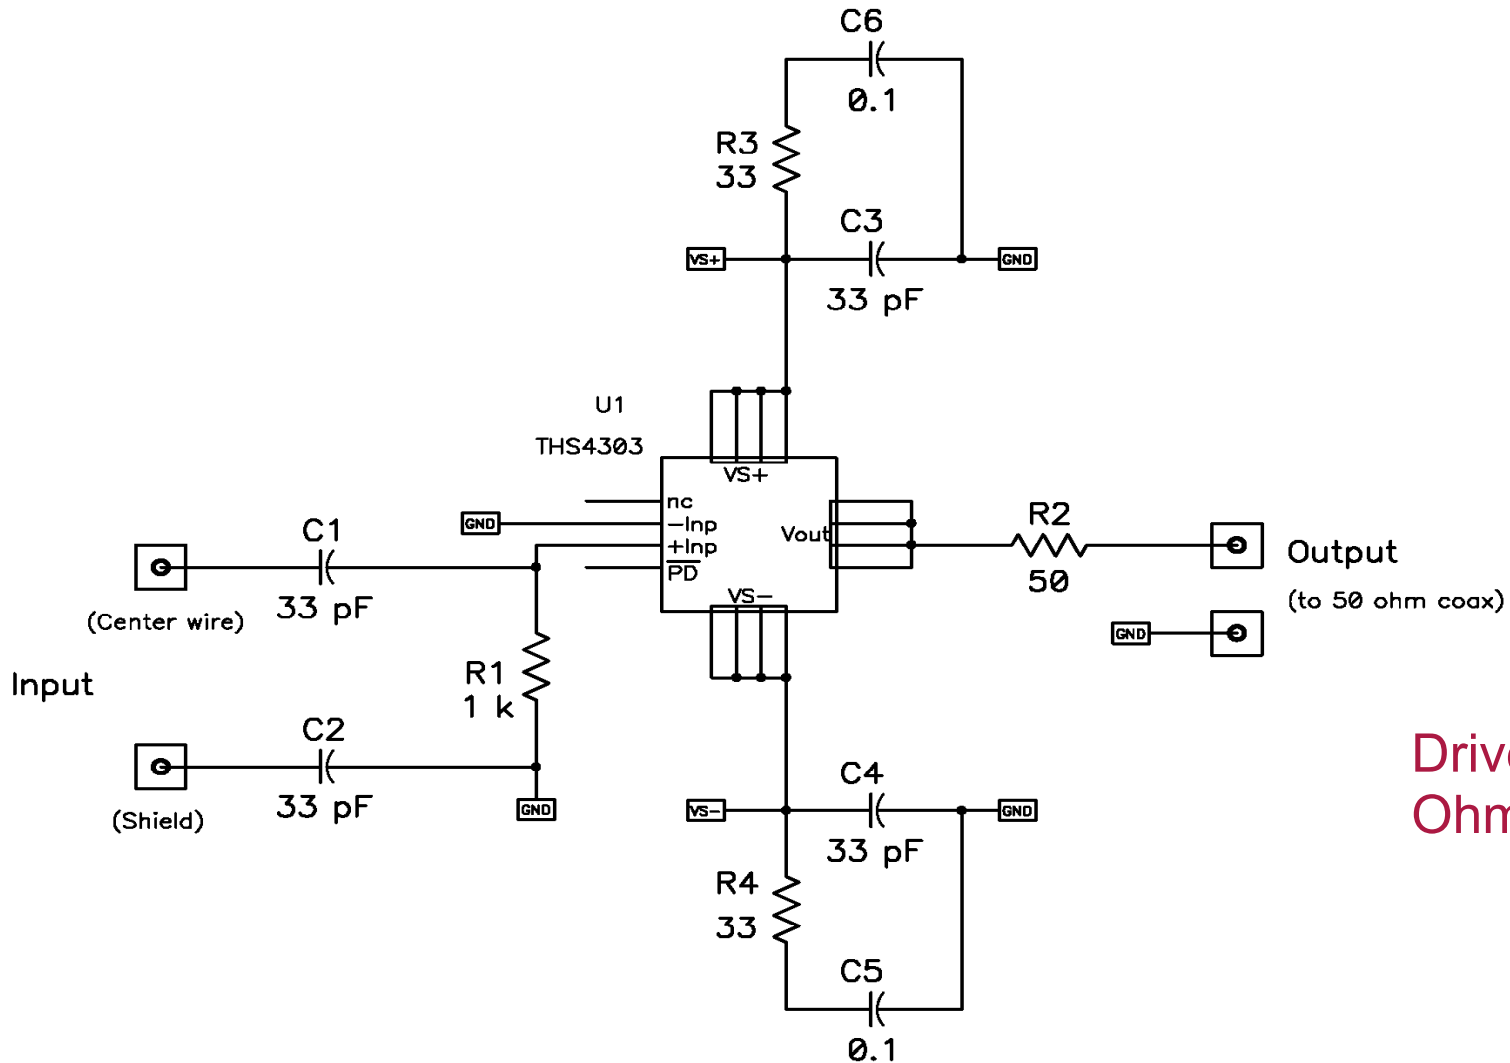 C6
0.1
R3
33
C3
VS+
GND
33 pF
U1
THS4303
VS+
nc
GND
-Inp
C1
+Inp
Vout
R2
PD
50
Output
33 pF
(Center wire)
VS-
(to 50 ohm coax)
GND
R1
1 k
Input
C2
33 pF
(Shield)
GND
C4
VS-
GND
33 pF
R4
33
C5
0.1